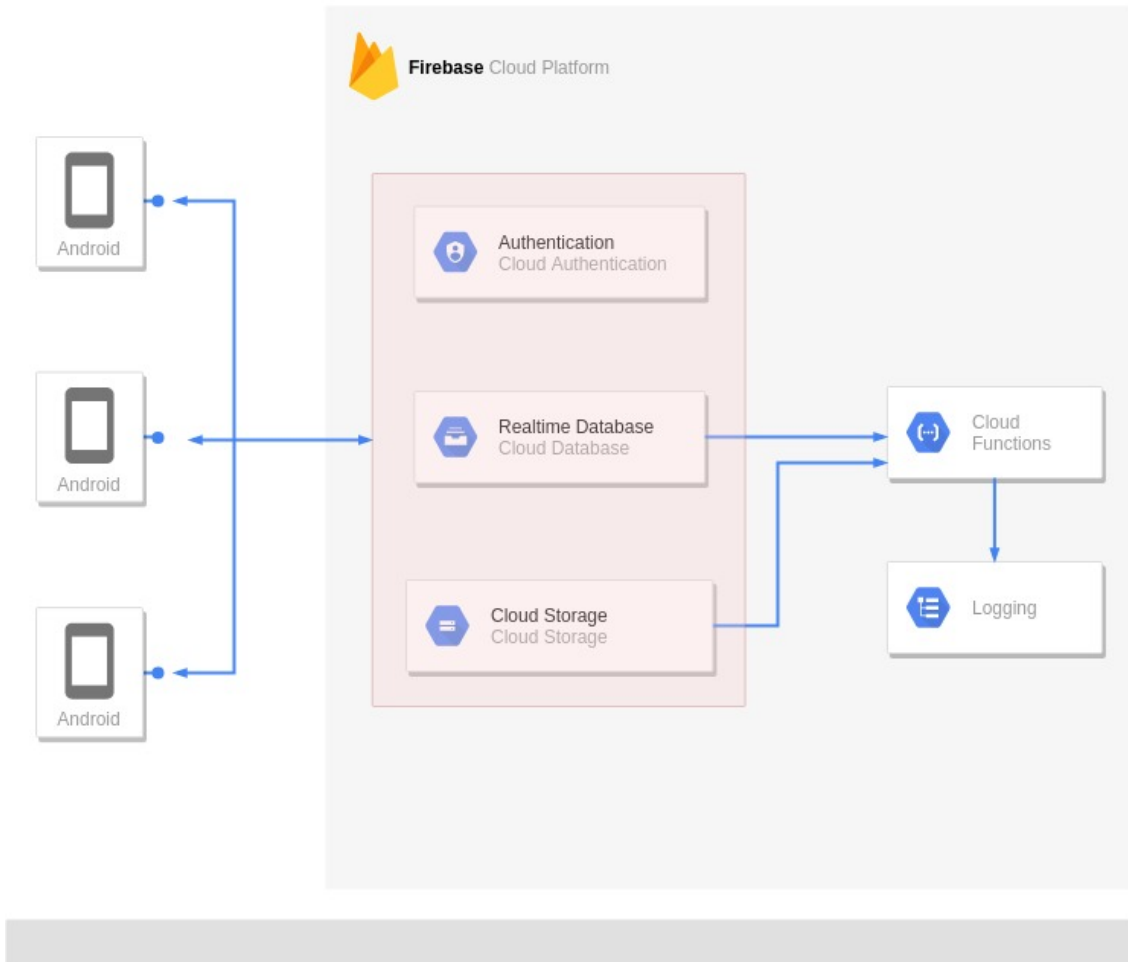 Firebase Cloud Platform
Android
Authentication
Cloud Authentication
Android
Realtime Database
Cloud Database
Cloud
Functions
Cloud Storage
Cloud Storage
Logging
Android